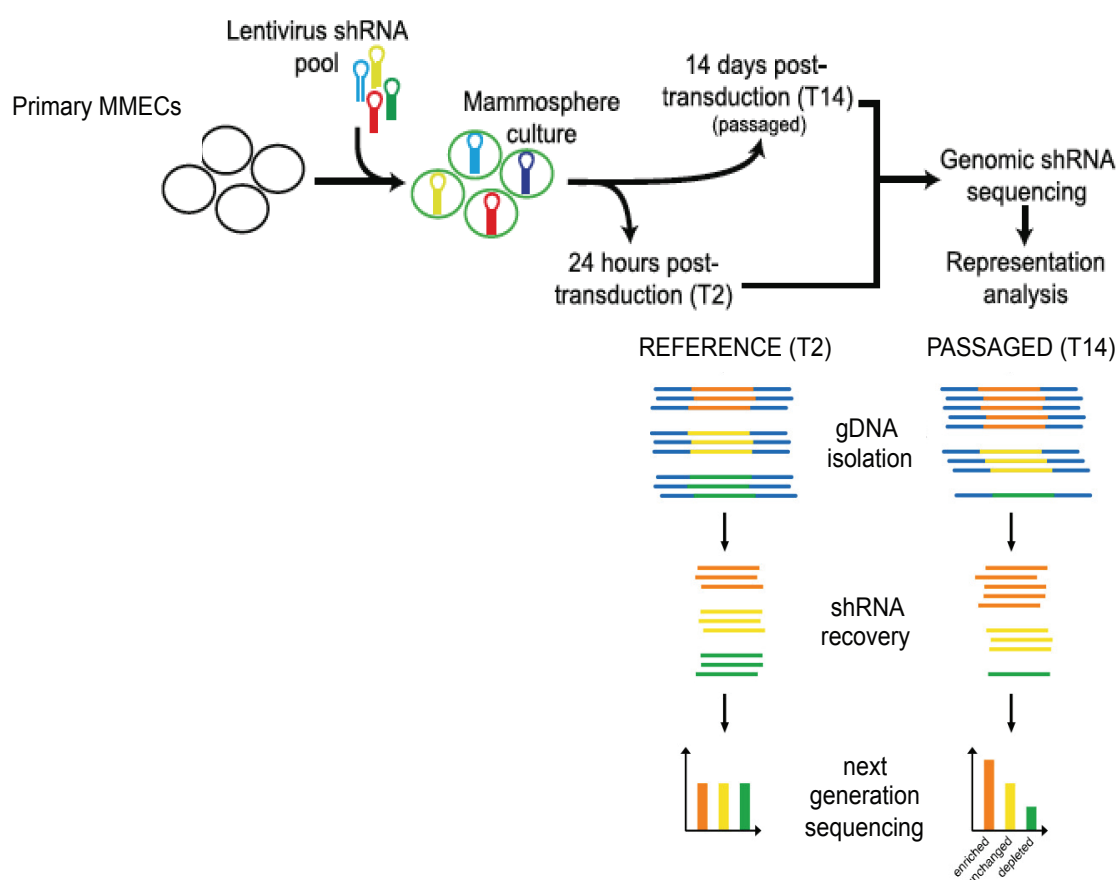 Lentivirus shRNA
pool
Primary MMECs
Mammosphere
culture
14 days post-
transduction (T14)
(passaged)
24 hours post-
transduction (T2)
Genomic shRNA
sequencing
Representation
analysis
REFERENCE (T2)
PASSAGED (T14)
gDNA
isolation
shRNA
recovery
next
generation
sequencing
enriched
depleted